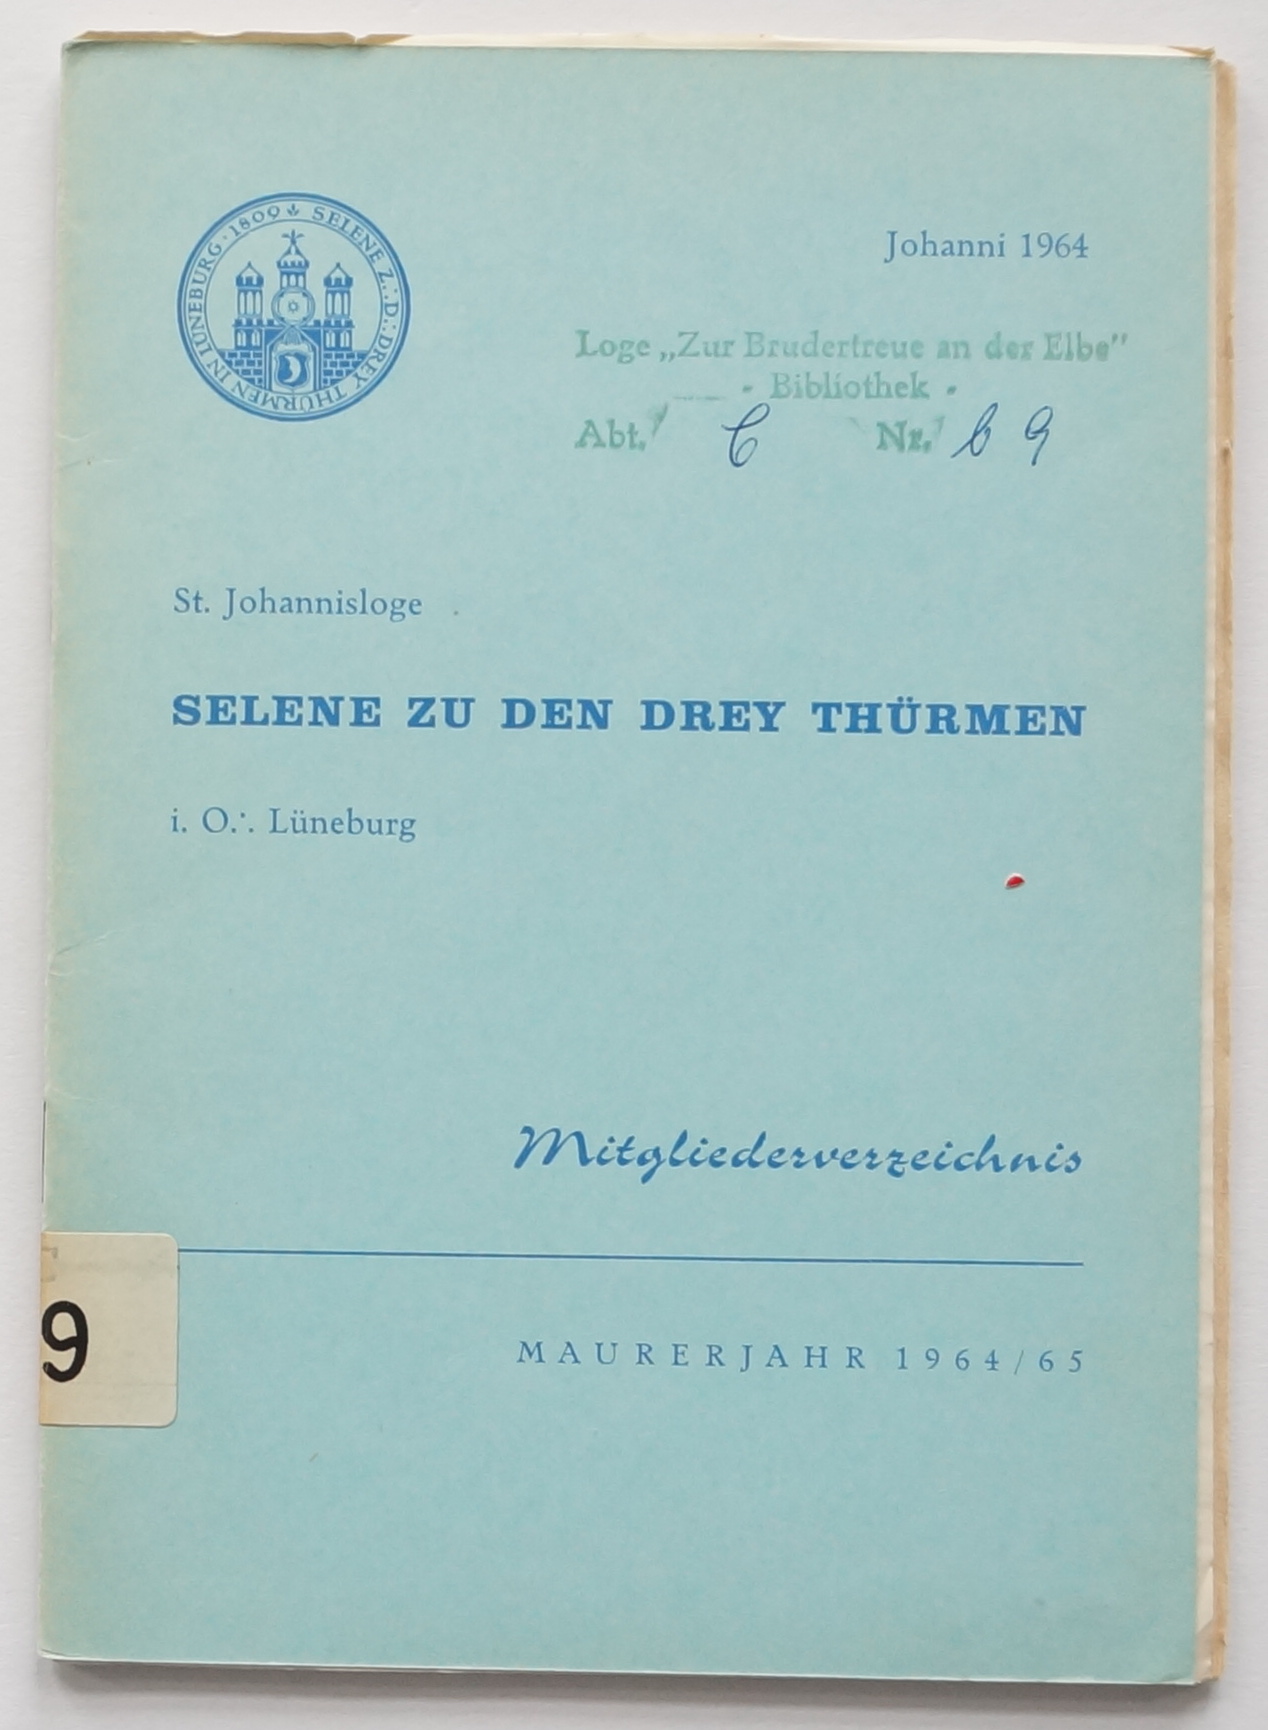 SELENE Z∴D∴DREY THÜRMEN IN LÜNEBURG · 1809
Johanni 1964
Loge „Zur Brudertreue an der Elbe"
- Bibliothek -
Abt. C Nr. 69
St. Johannisloge
SELENE ZU DEN DREY THÜRMEN
i. O∴ Lüneburg
Mitgliederverzeichnis
9
MAURERJAHR 1964/65